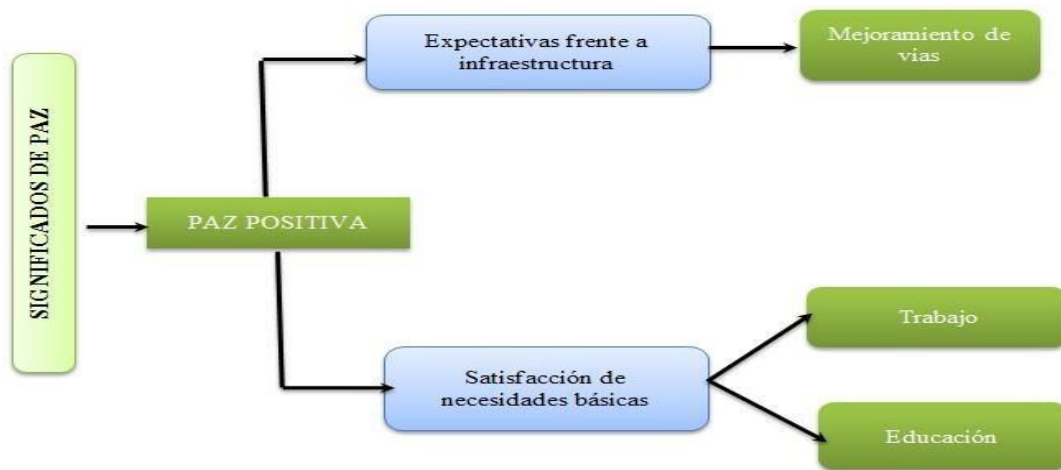 SIGNIFICADOS DE PAZ
PAZ POSITIVA
Expectativas frente a
infraestructura
Mejoramiento de
vias
Satisfacción de
necesidades básicas
Trabajo
Educación